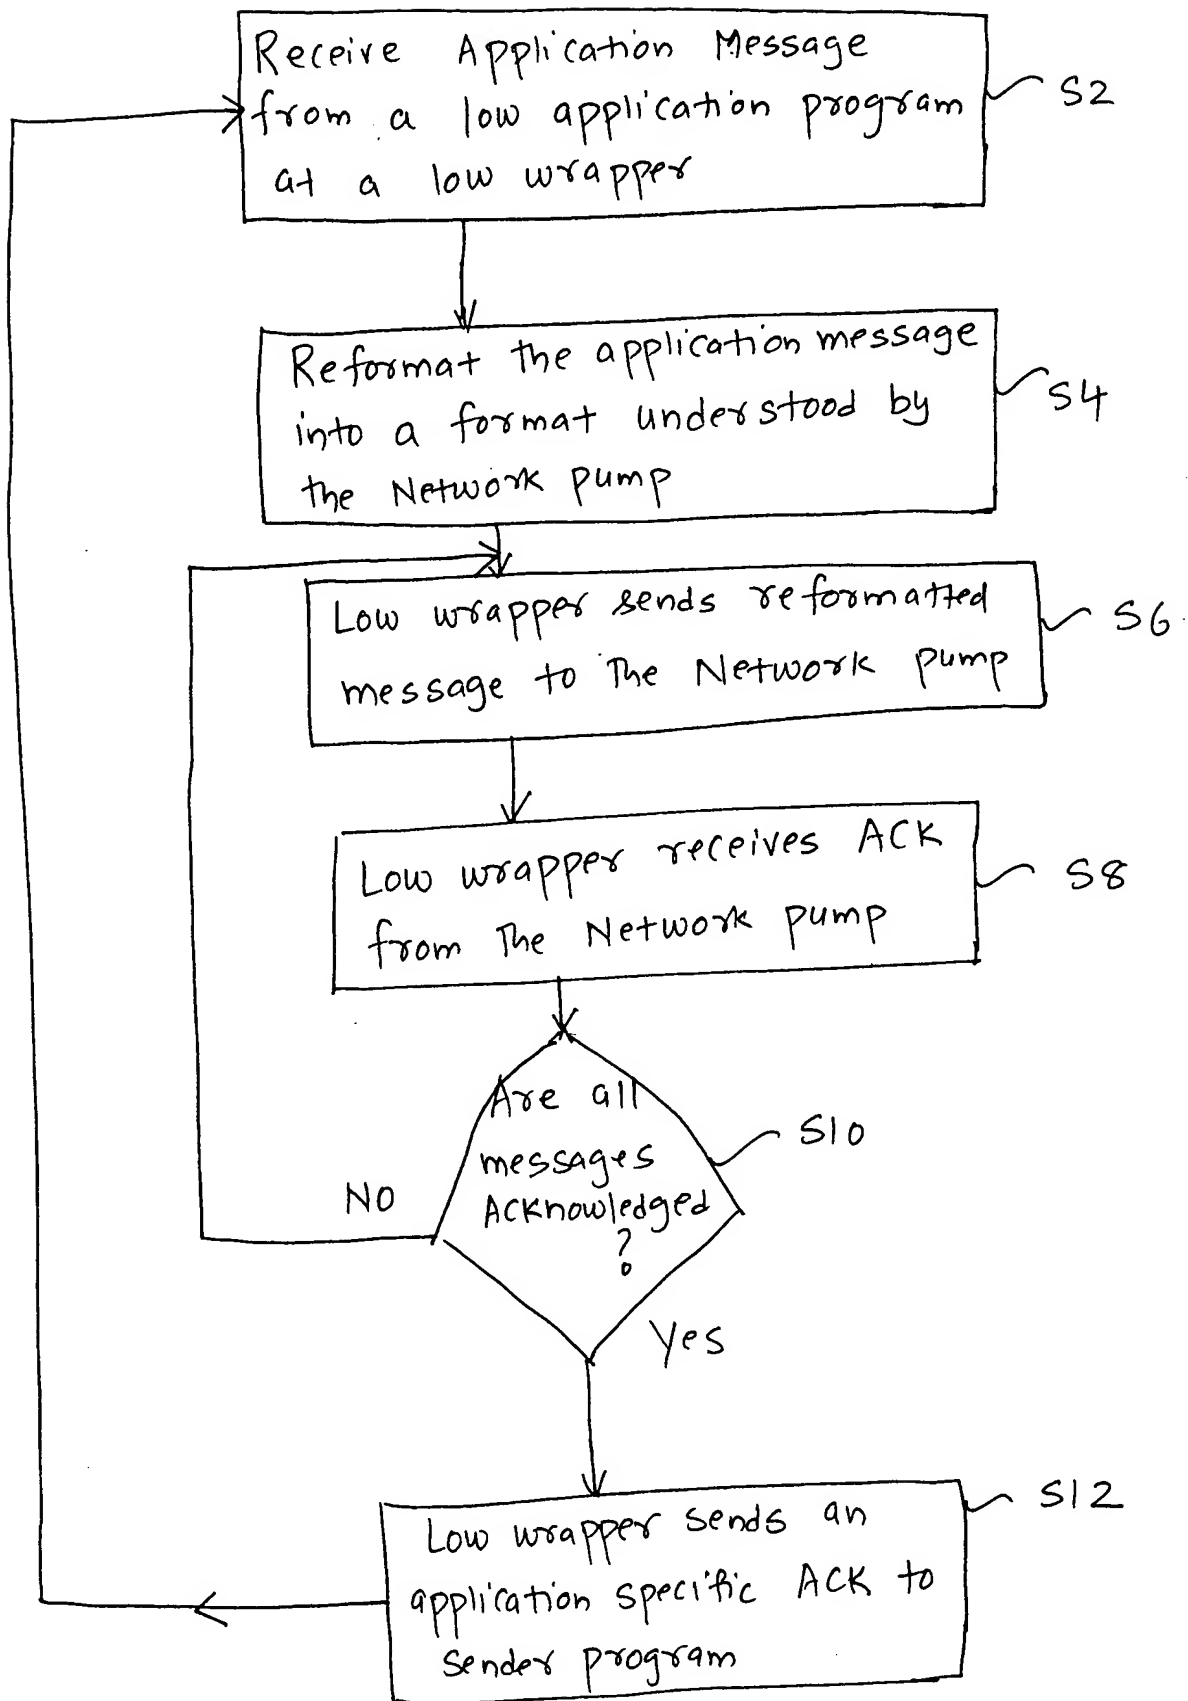 Receive Application Message
from a low application program
at a low wrapper
S2
Reformat the application message
into a format understood by
the Network pump
S4
Low wrapper sends reformatted
message to The Network pump
S6
Low wrapper receives ACK
from The Network pump
S8
Are all
messages
Acknowledged
?
S10
NO
Yes
Low wrapper sends an
application specific ACK to
sender program
S12